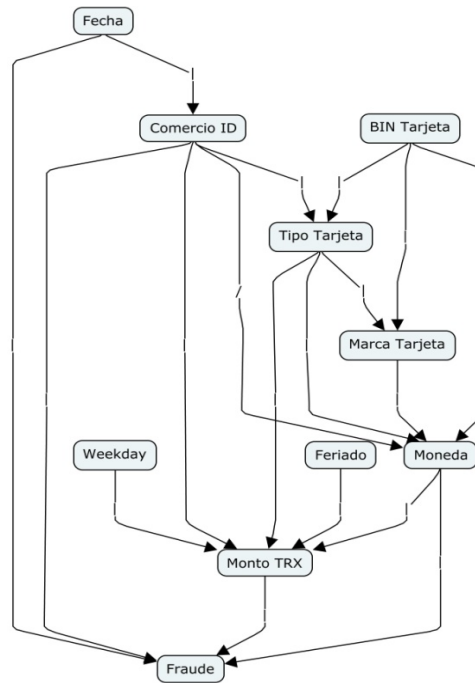 Fecha
Comercio ID
BIN Tarjeta
Tipo Tarjeta
Marca Tarjeta
Weekday
Feriado
Moneda
Monto TRX
Fraude